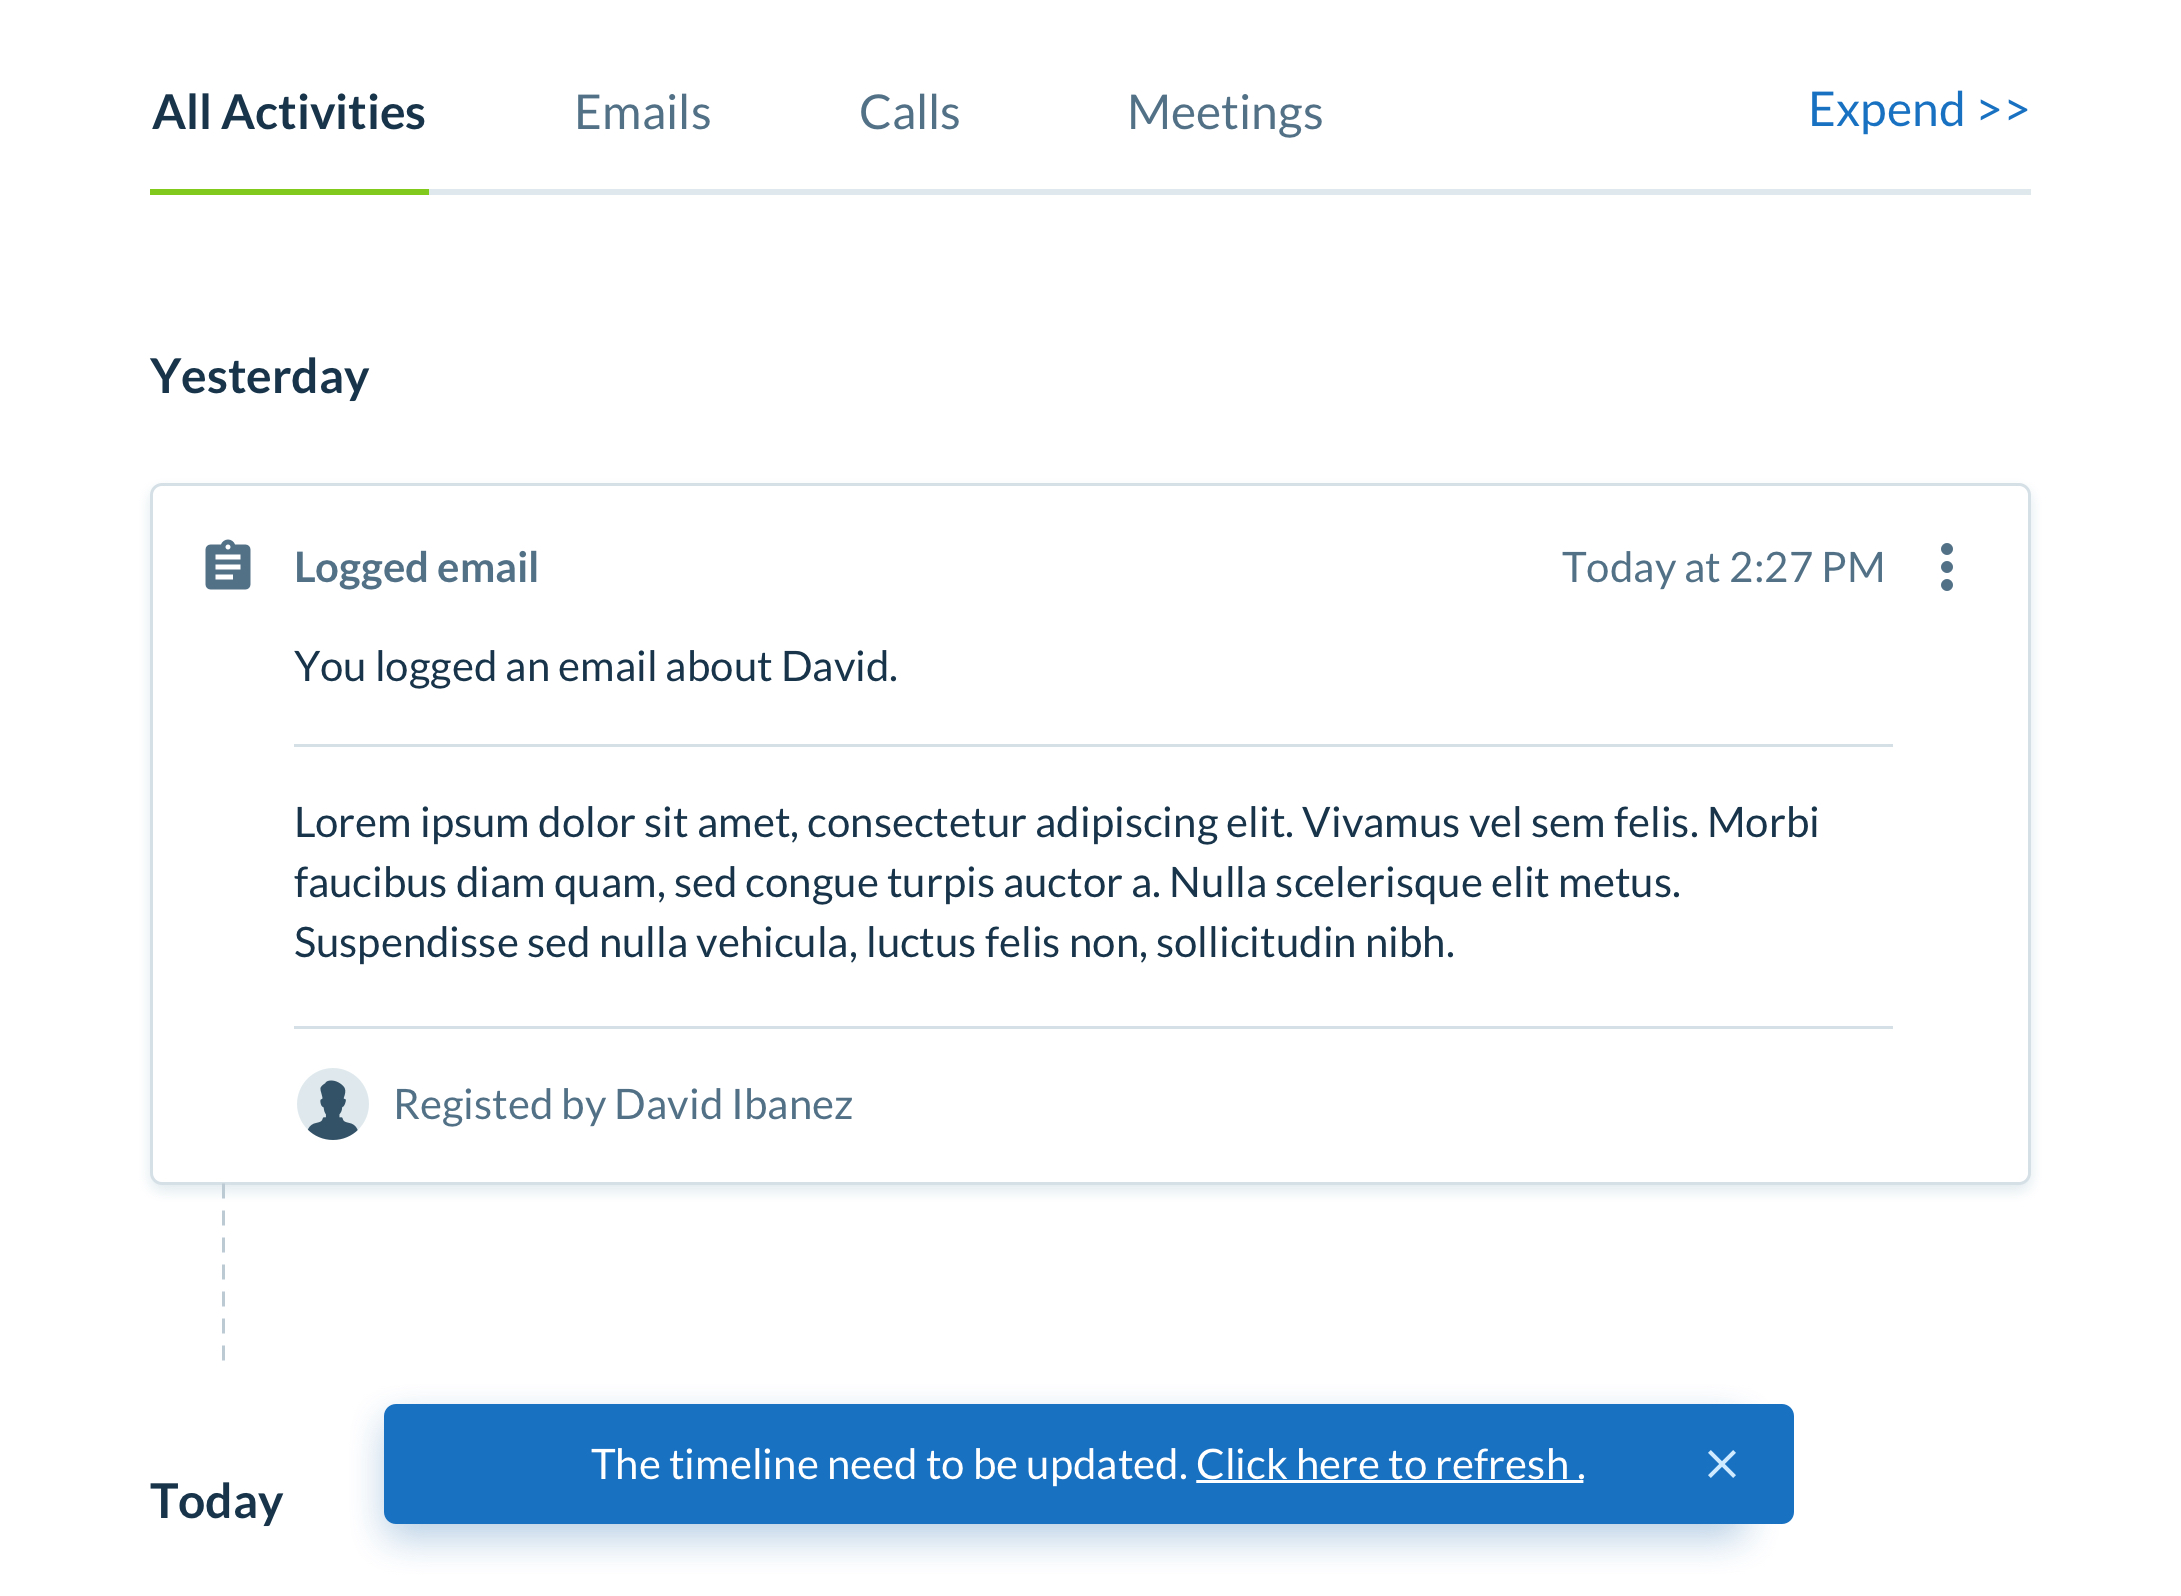 All Activities Emails Calls Meetings Expend >>
Yesterday
Logged email Today at 2:27 PM
You logged an email about David.
Lorem ipsum dolor sit amet, consectetur adipiscing elit. Vivamus vel sem felis. Morbi
faucibus diam quam, sed congue turpis auctor a. Nulla scelerisque elit metus.
Suspendisse sed nulla vehicula, luctus felis non, sollicitudin nibh.
Registed by David Ibanez
The timeline need to be updated. Click here to refresh .
Today